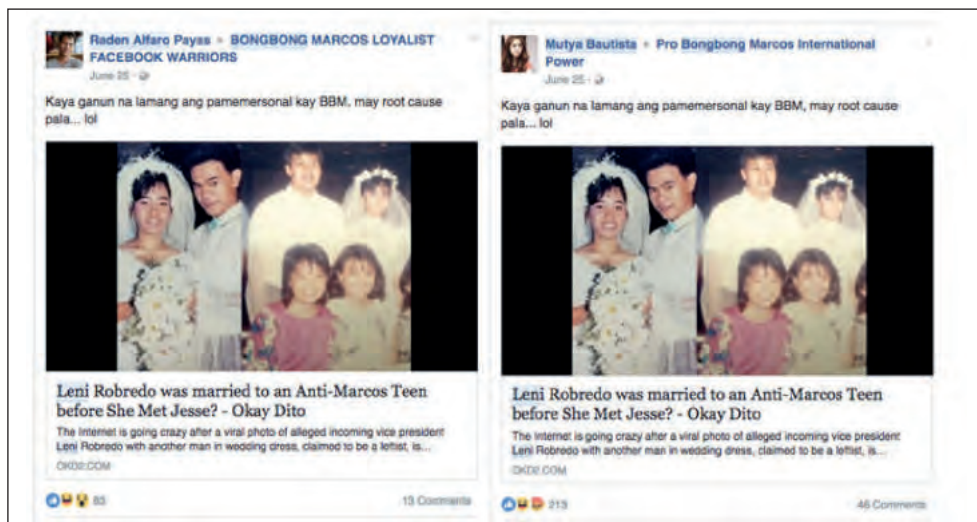 Raden Alfaro Payas ▸ BONGBONG MARCOS LOYALIST
FACEBOOK WARRIORS
June 25
Kaya ganun na lamang ang pamemersonal kay BBM, may root cause
pala... lol
Leni Robredo was married to an Anti-Marcos Teen
before She Met Jesse? - Okay Dito
The Internet is going crazy after a viral photo of alleged incoming vice president
Leni Robredo with another man in wedding dress, claimed to be a leftist, is...
OKD2.COM
83 13 Comments
Mutya Bautista ▸ Pro Bongbong Marcos International
Power
June 25
Kaya ganun na lamang ang pamemersonal kay BBM, may root cause
pala... lol
Leni Robredo was married to an Anti-Marcos Teen
before She Met Jesse? - Okay Dito
The Internet is going crazy after a viral photo of alleged incoming vice president
Leni Robredo with another man in wedding dress, claimed to be a leftist, is...
OKD2.COM
213 46 Comments